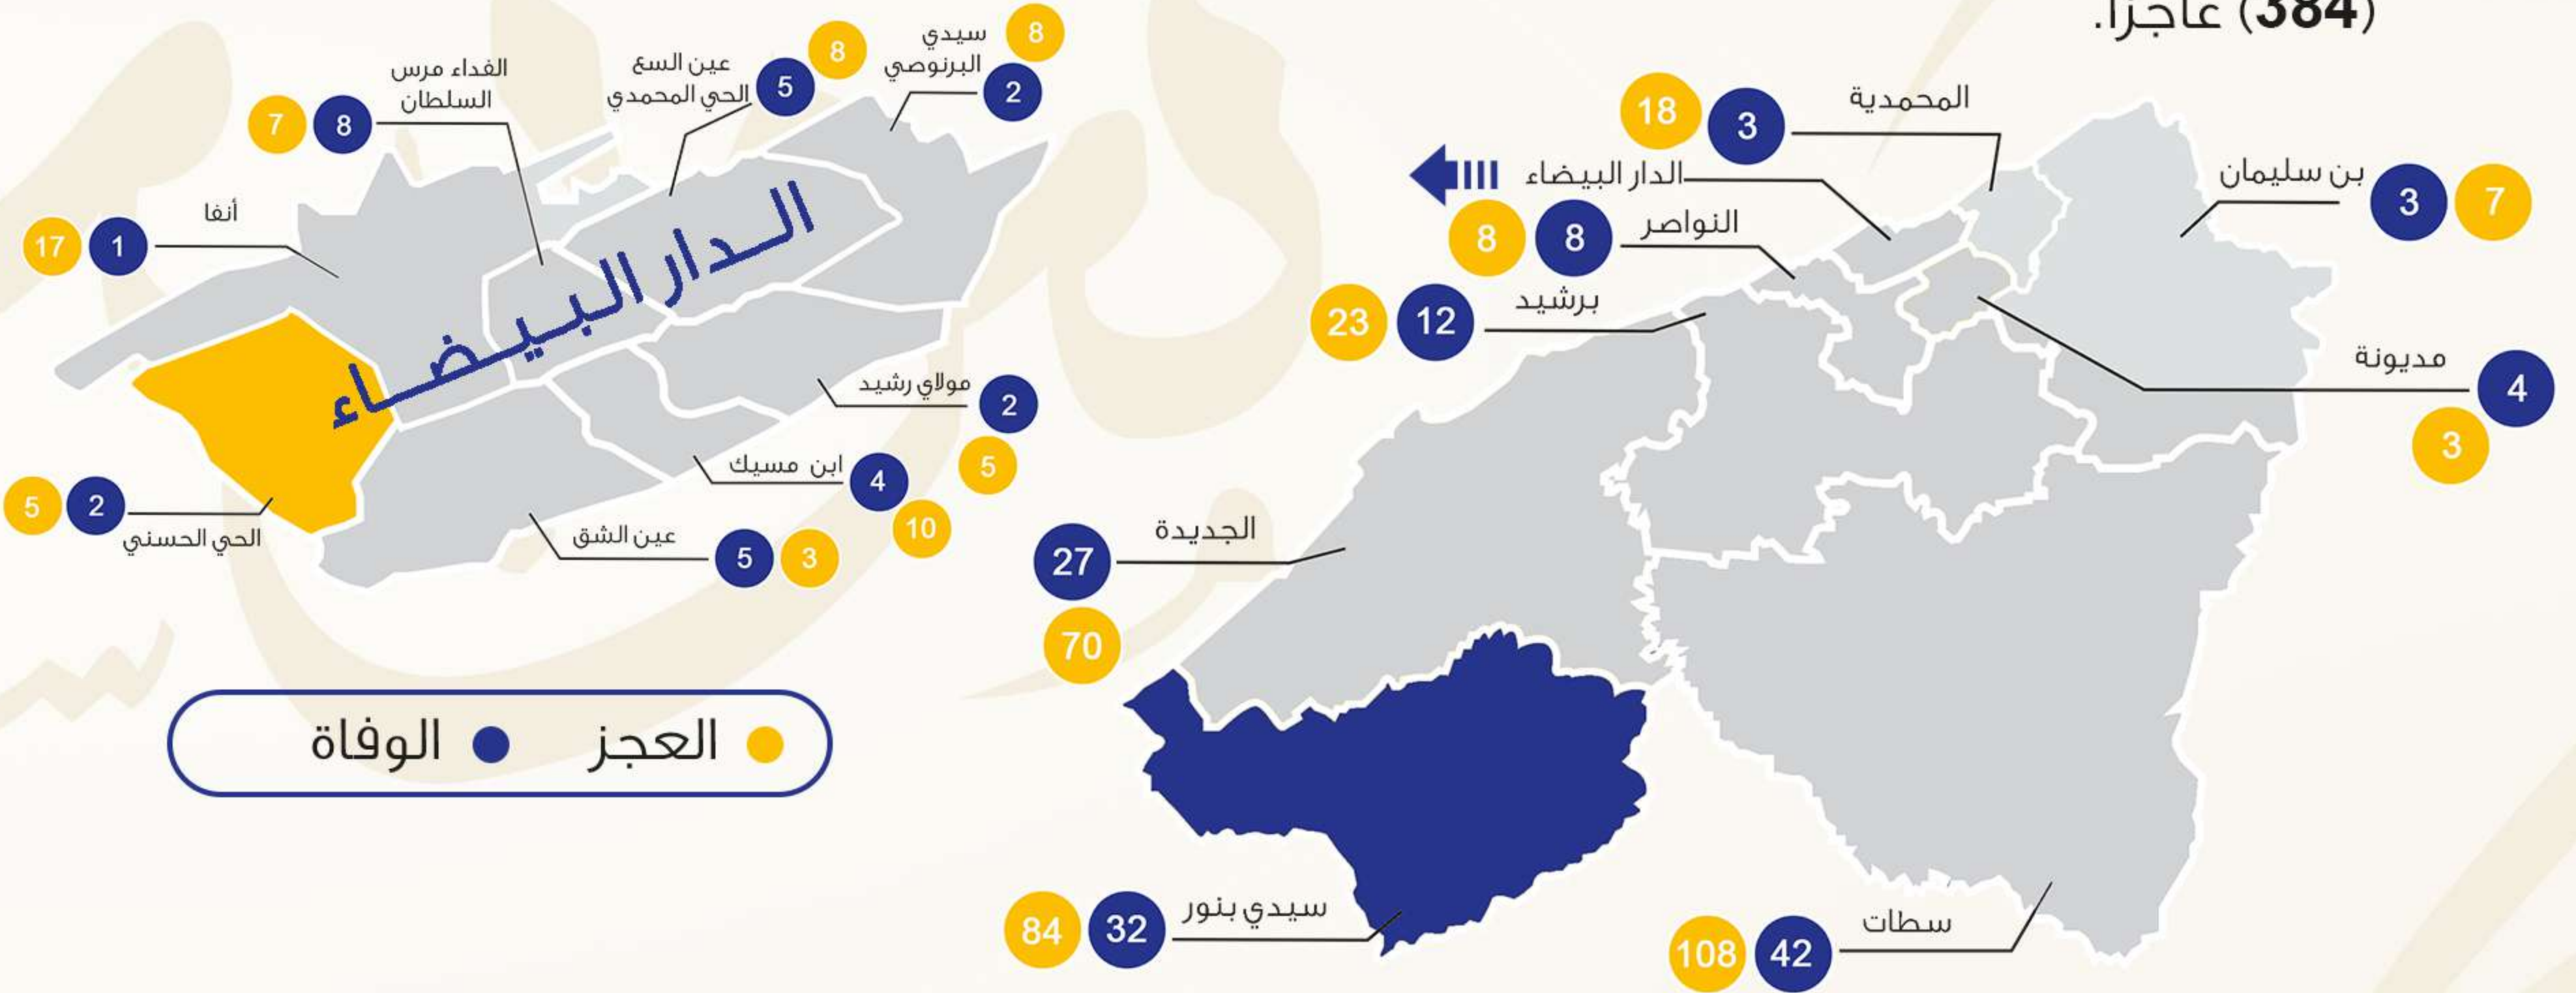 (384) عاجزا.
المحمدية
3
18
بن سليمان
3
7
الدار البيضاء
النواصر
8
8
برشيد
12
23
مديونة
4
3
الجديدة
27
70
سيدي بنور
32
84
سطات
42
108
سيدي
البرنوصي
8
2
عين السبع
الحي المحمدي
5
8
الفداء مرس
السلطان
8
7
أنفا
1
17
الـدار البـيـضـاء
مولاي رشيد
2
5
ابن مسيك
4
10
عين الشق
5
3
الحي الحسني
2
5
العجز
الوفاة